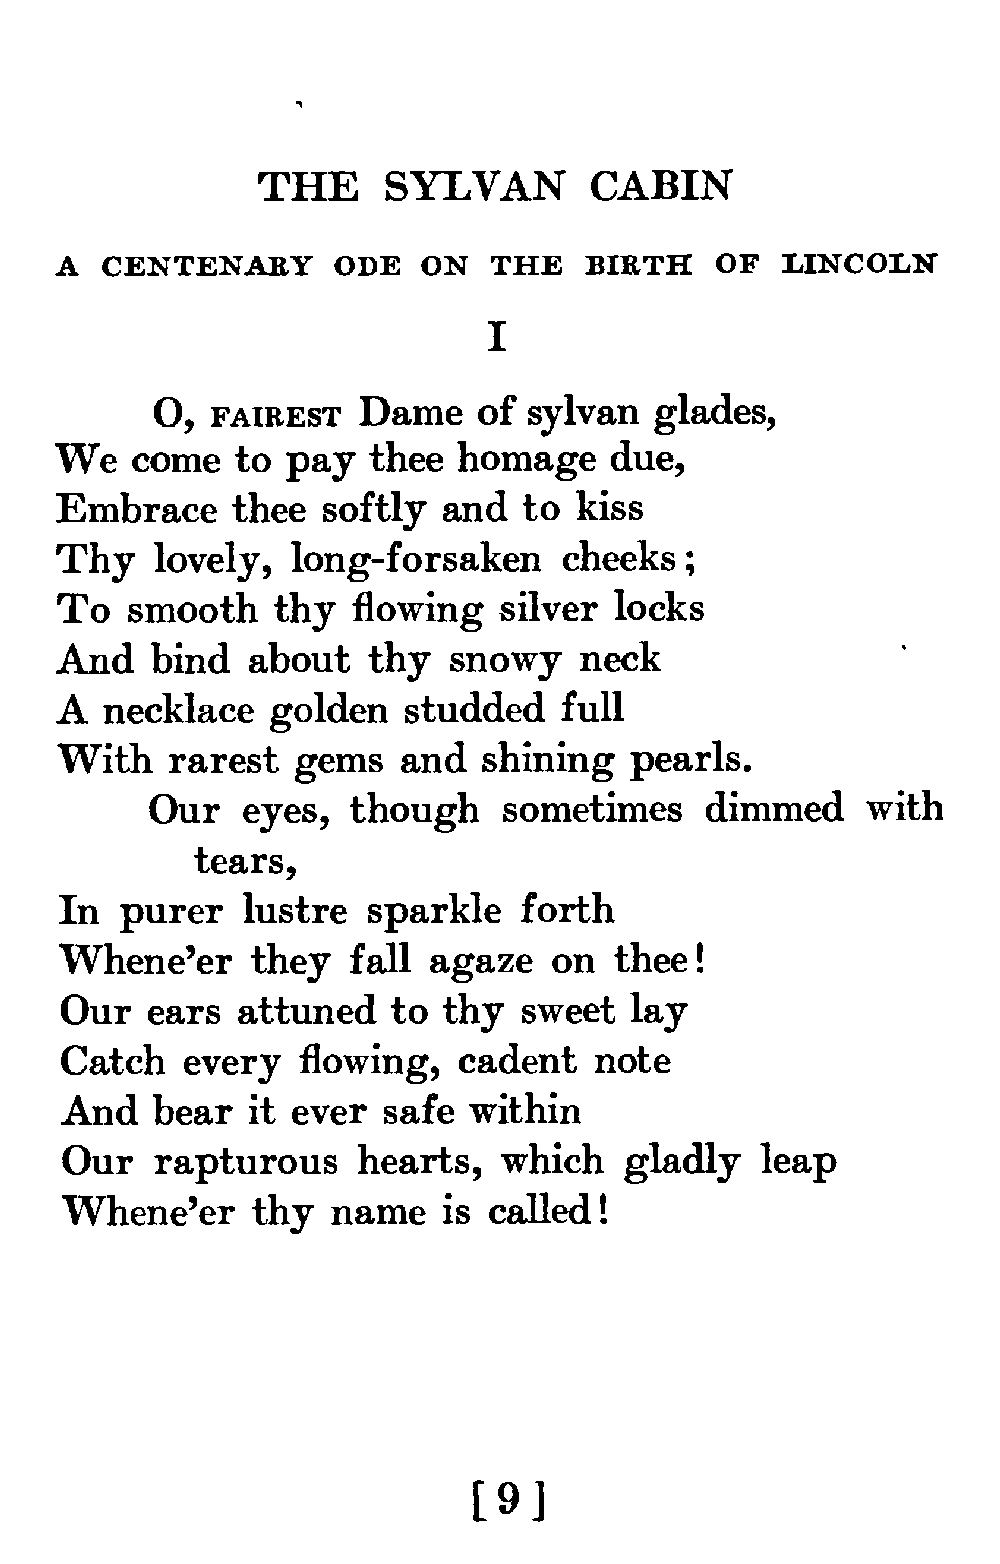 THE SYLVAN CABIN
A CENTENARY ODE ON THE BIRTH OF LINCOLN
I
O, FAIREST Dame of sylvan glades,
We come to pay thee homage due,
Embrace thee softly and to kiss
Thy lovely, long-forsaken cheeks;
To smooth thy flowing silver locks
And bind about thy snowy neck
A necklace golden studded full
With rarest gems and shining pearls.
Our eyes, though sometimes dimmed with
tears,
In purer lustre sparkle forth
Whene'er they fall agaze on thee!
Our ears attuned to thy sweet lay
Catch every flowing, cadent note
And bear it ever safe within
Our rapturous hearts, which gladly leap
Whene'er thy name is called!
[9]